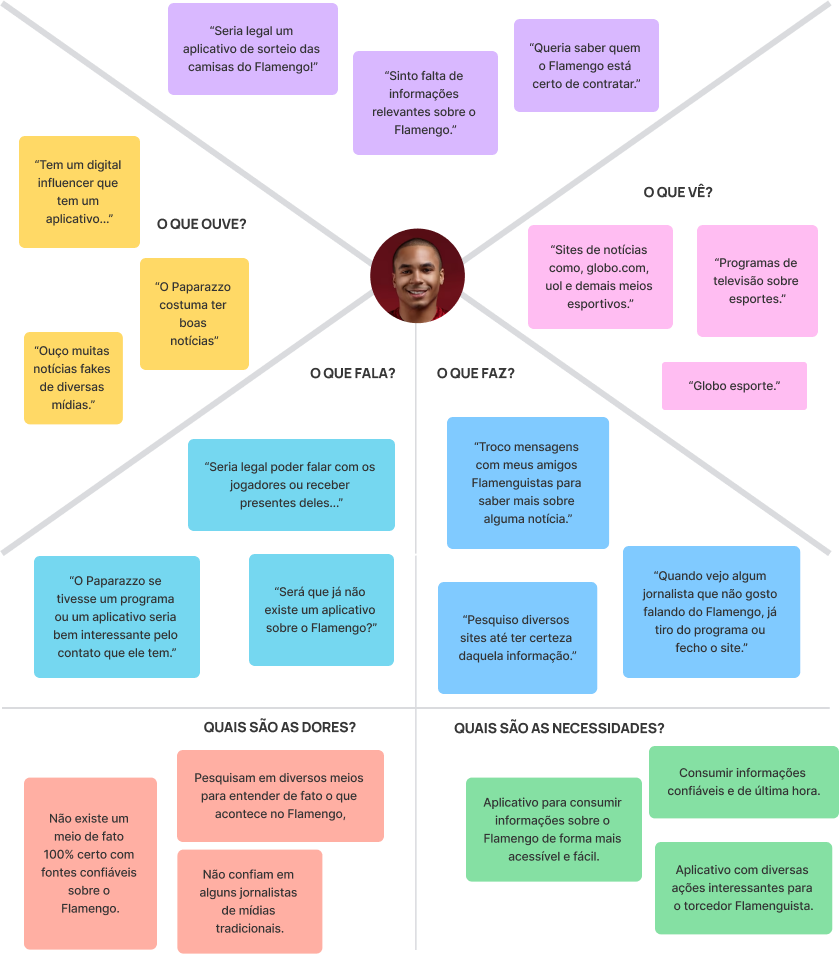 “Seria legal um
aplicativo de sorteio das
camisas do Flamengo!”
“Sinto falta de
informações
relevantes sobre o
Flamengo.”
“Queria saber quem
o Flamengo está
certo de contratar.”
“Tem um digital
influencer que
tem um
aplicativo...”
O QUE OUVE?
“O Paparazzo
costuma ter
boas
notícias”
“Ouço muitas
notícias fakes
de diversas
mídias.”
O QUE VÊ?
“Sites de notícias
como, globo.com,
uol e demais meios
esportivos.”
“Programas de
televisão sobre
esportes.”
“Globo esporte.”
O QUE FALA?
“Seria legal poder falar com os
jogadores ou receber
presentes deles...”
“O Paparazzo se
tivesse um programa
ou um aplicativo seria
bem interessante pelo
contato que ele tem.”
“Será que já não
existe um aplicativo
sobre o Flamengo?”
O QUE FAZ?
“Troco mensagens
com meus amigos
Flamenguistas para
saber mais sobre
alguma notícia.”
“Pesquiso diversos
sites até ter certeza
daquela informação.”
“Quando vejo algum
jornalista que não gosto
falando do Flamengo, já
tiro do programa ou
fecho o site.”
QUAIS SÃO AS DORES?
Não existe um
meio de fato
100% certo com
fontes confiáveis
sobre o
Flamengo.
Pesquisam em diversos meios
para entender de fato o que
acontece no Flamengo,
Não confiam em
alguns jornalistas
de mídias
tradicionais.
QUAIS SÃO AS NECESSIDADES?
Aplicativo para consumir
informações sobre o
Flamengo de forma mais
acessível e fácil.
Consumir informações
confiáveis e de última hora.
Aplicativo com diversas
ações interessantes para
o torcedor Flamenguista.